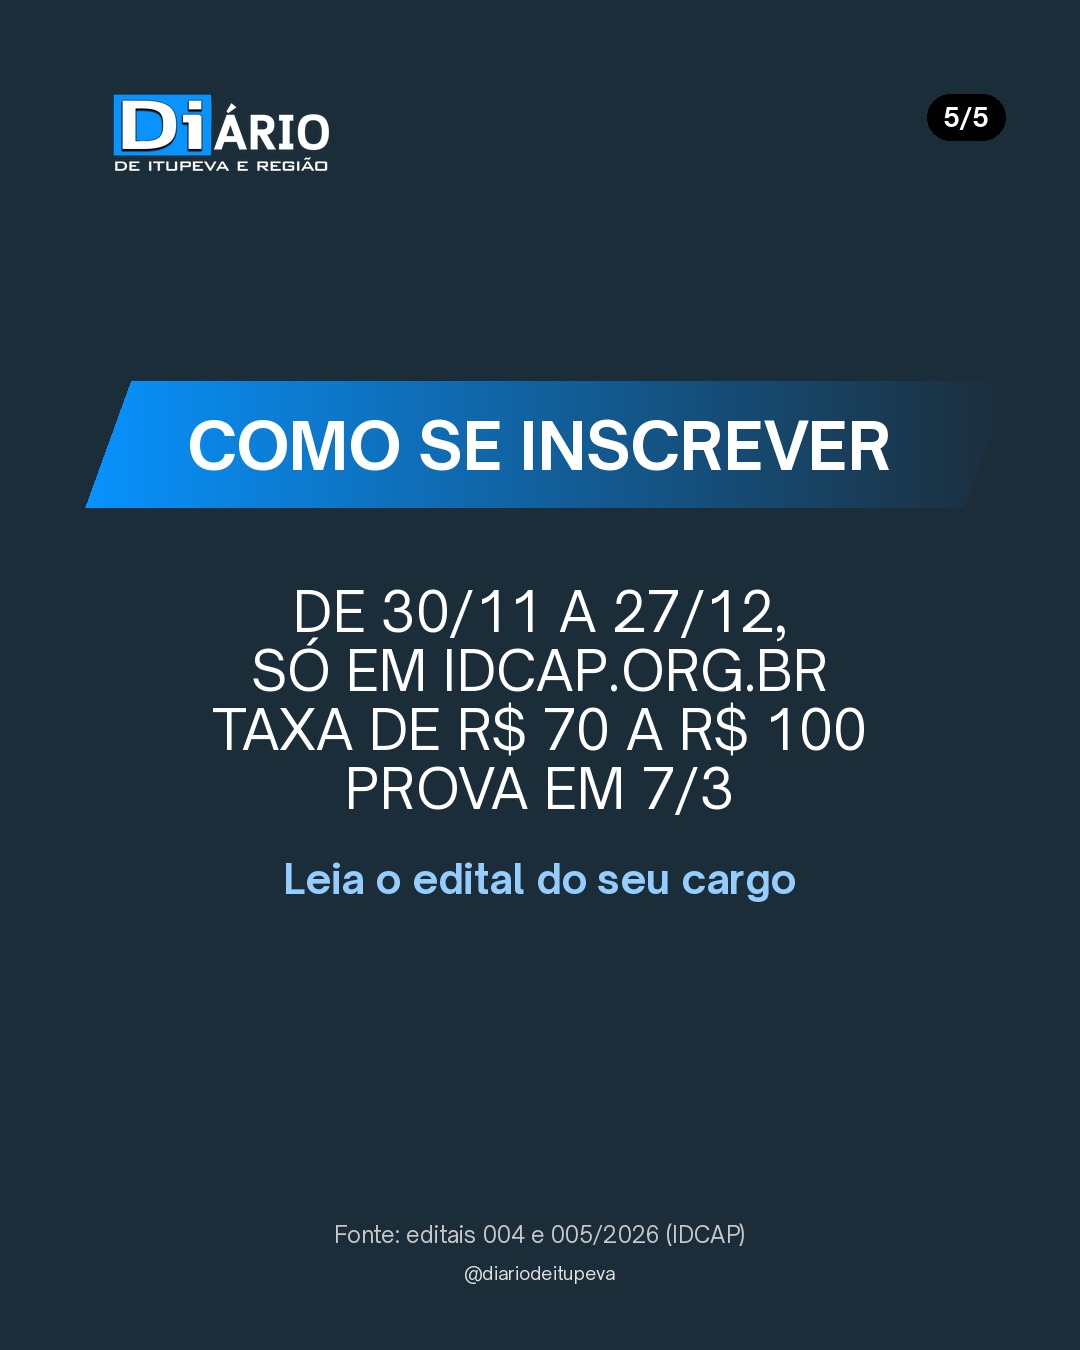 DiÁRIO
DE ITUPEVA E REGIÃO
5/5
COMO SE INSCREVER
DE 30/11 A 27/12,
SÓ EM IDCAP.ORG.BR
TAXA DE R$ 70 A R$ 100
PROVA EM 7/3
Leia o edital do seu cargo
Fonte: editais 004 e 005/2026 (IDCAP)
@diariodeitupeva